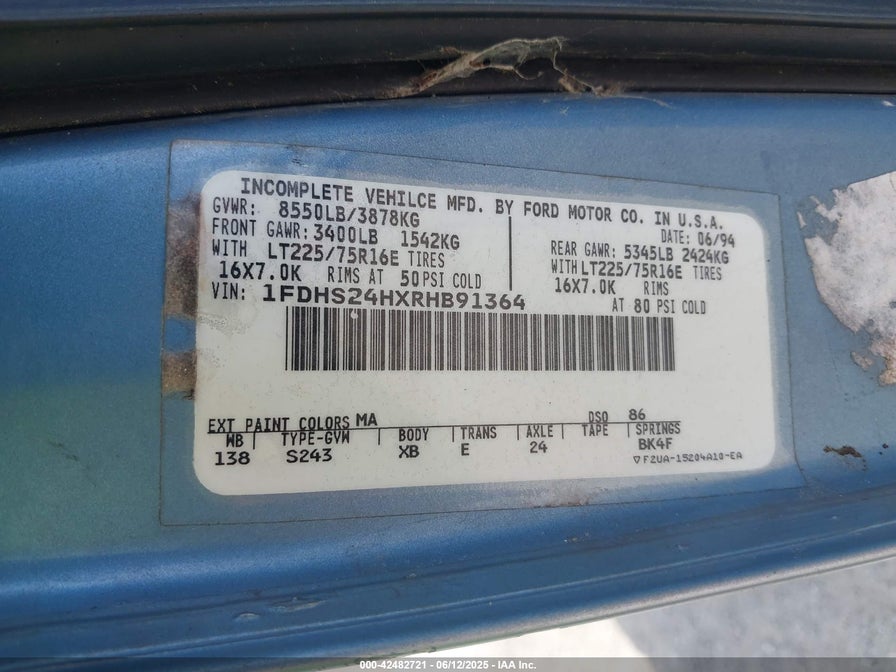 INCOMPLETE VEHILCE MFD. BY FORD MOTOR CO. IN U.S.A.
GVWR: 8550LB/3878KG
DATE: 06/94
FRONT GAWR: 3400LB 1542KG
REAR GAWR: 5345LB 2424KG
WITH LT225/75R16E TIRES
WITH LT225/75R16E TIRES
16X7.0K RIMS AT 50 PSI COLD
16X7.0K RIMS
AT 80 PSI COLD
VIN: 1FDHS24HXRHB91364
EXT PAINT COLORS MA DSO 86
WB TYPE-GVW BODY TRANS AXLE TAPE SPRINGS
138 S243 XB E 24 BK4F
▽F2UA-15204A10-EA
000-42482721 - 06/12/2025 - IAA Inc.